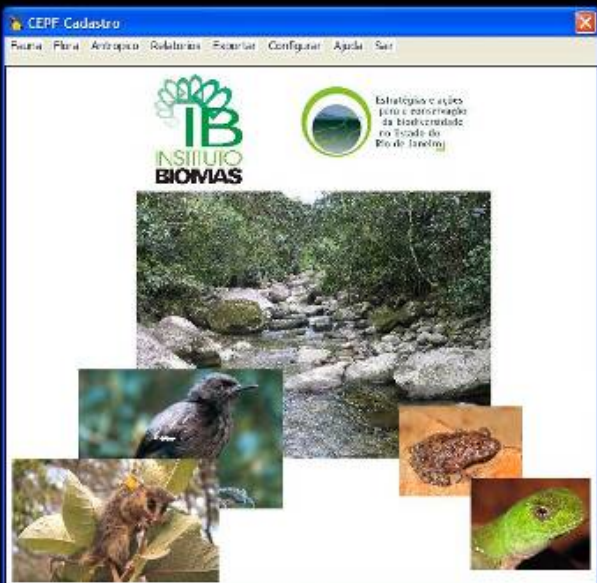 CEPF Cadastro
Fauna Flora Antropico Relatorios Exportar Configurar Ajuda Sair
IB
INSTITUTO
BIOMAS
Estratégias e ações
para a conservação
da biodiversidade
no Estado do
Rio de Janeiro